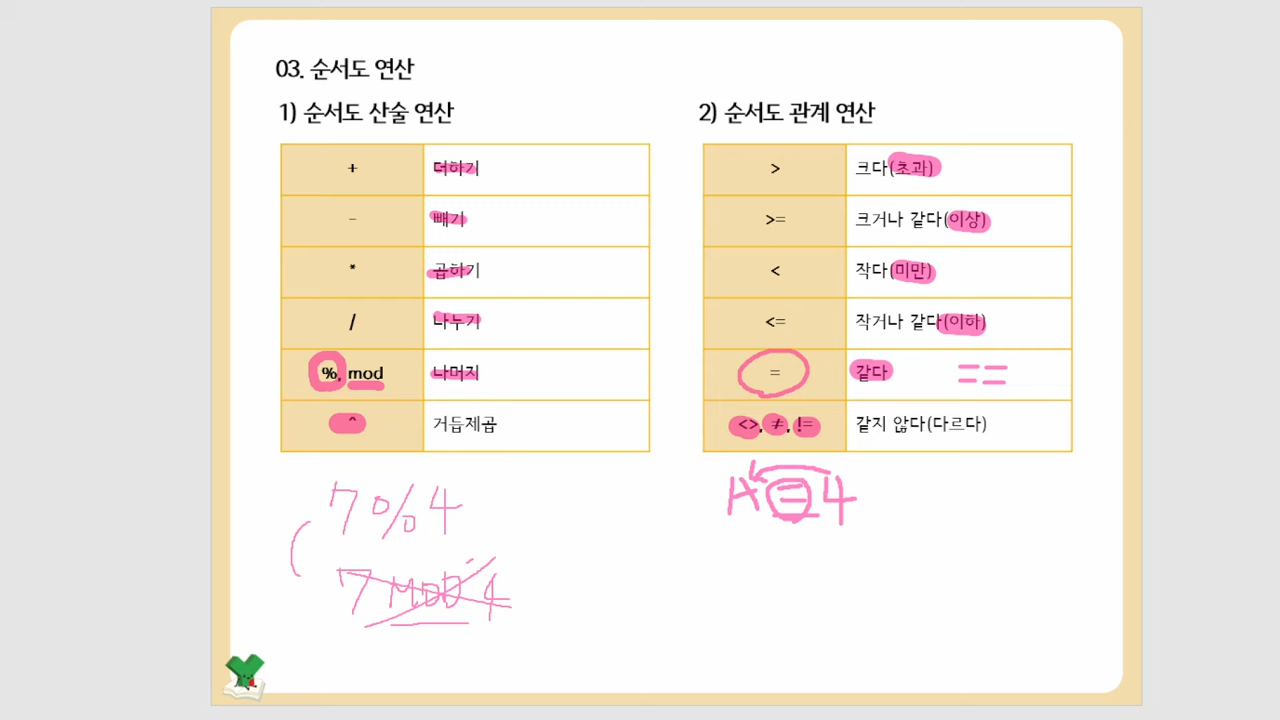 03. 순서도 연산
1) 순서도 산술 연산
+ 더하기
- 빼기
* 곱하기
/ 나누기
%, mod 나머지
^ 거듭제곱
7 % 4
7 MOD 4
2) 순서도 관계 연산
> 크다(초과)
>= 크거나 같다(이상)
< 작다(미만)
<= 작거나 같다(이하)
= 같다 ==
<>, ≠, != 같지 않다(다르다)
A = 4